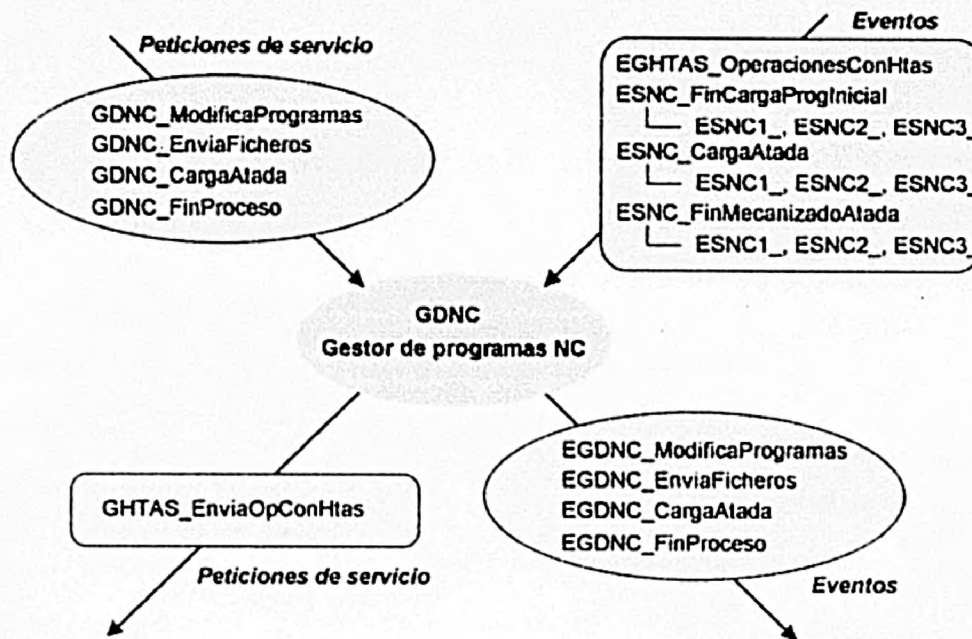 Peticiones de servicio
GDNC_ModificaProgramas
GDNC_EnviaFicheros
GDNC_CargaAtada
GDNC_FinProceso
Eventos
EGHTAS_OperacionesConHtas
ESNC_FinCargaProgInicial
ESNC1_, ESNC2_, ESNC3_
ESNC_CargaAtada
ESNC1_, ESNC2_, ESNC3_
ESNC_FinMecanizadoAtada
ESNC1_, ESNC2_, ESNC3_
GDNC
Gestor de programas NC
GHTAS_EnviaOpConHtas
Peticiones de servicio
EGDNC_ModificaProgramas
EGDNC_EnviaFicheros
EGDNC_CargaAtada
EGDNC_FinProceso
Eventos